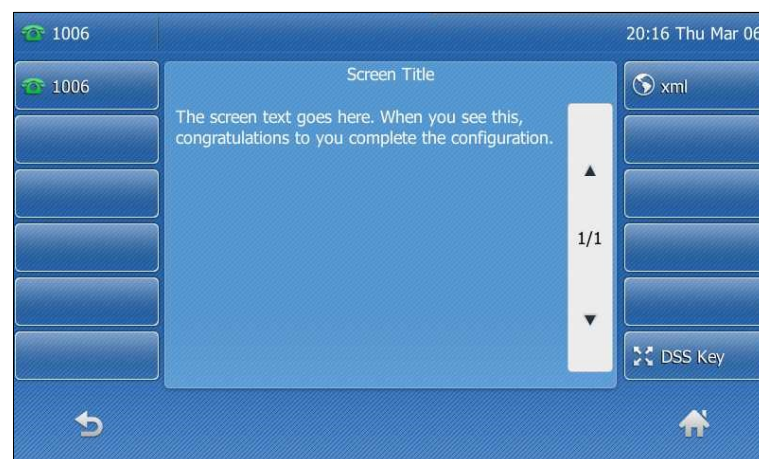 1006
20:16 Thu Mar 06
1006
Screen Title
xml
The screen text goes here. When you see this,
congratulations to you complete the configuration.
1/1
DSS Key